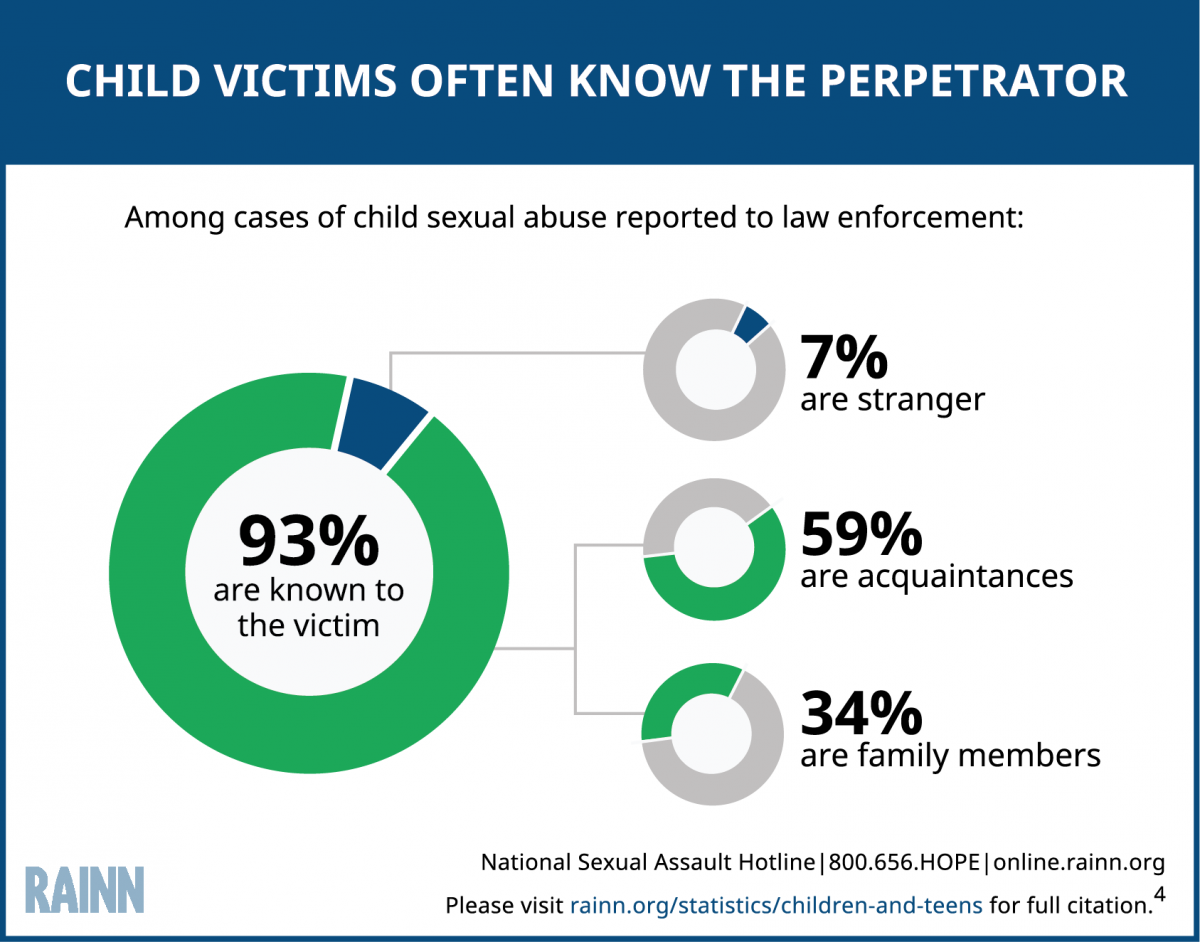 CHILD VICTIMS OFTEN KNOW THE PERPETRATOR
Among cases of child sexual abuse reported to law enforcement:
7%
are stranger
93%
are known to
the victim
59%
are acquaintances
34%
are family members
National Sexual Assault Hotline|800.656.HOPE|online.rainn.org
Please visit rainn.org/statistics/children-and-teens for full citation.4
RAINN